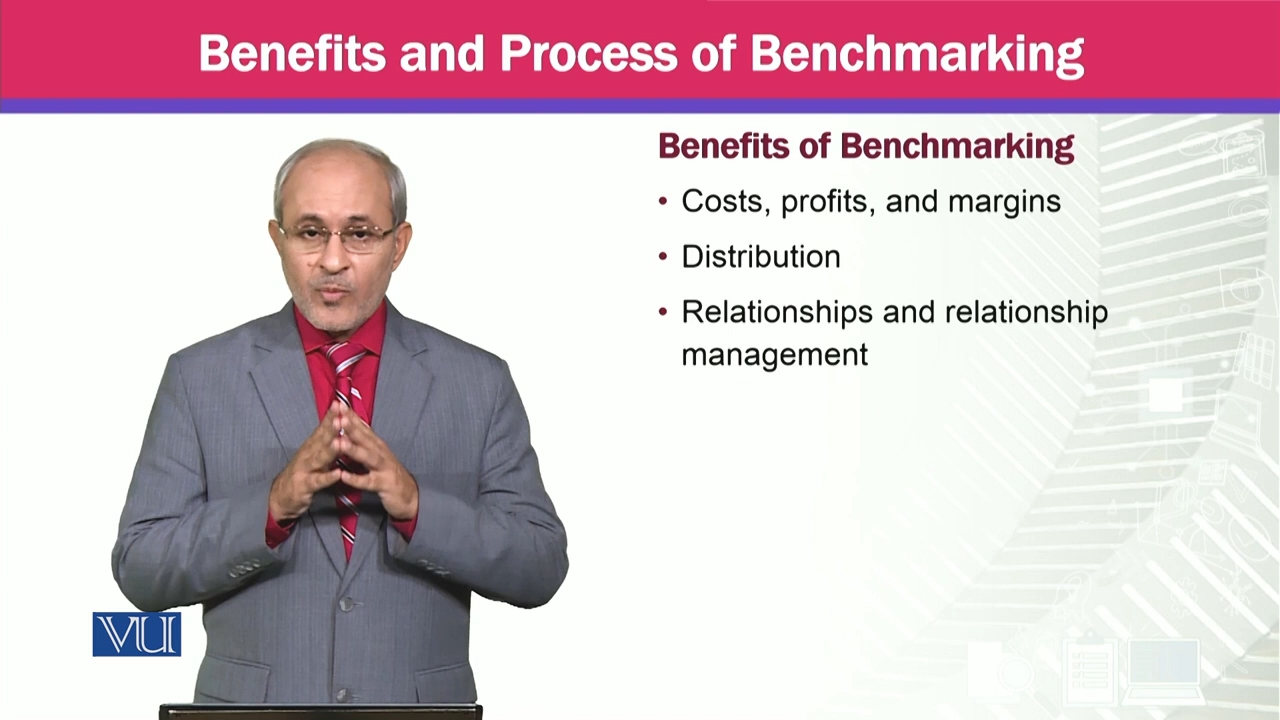 Benefits and Process of Benchmarking
Benefits of Benchmarking
• Costs, profits, and margins
• Distribution
• Relationships and relationship
management
VU